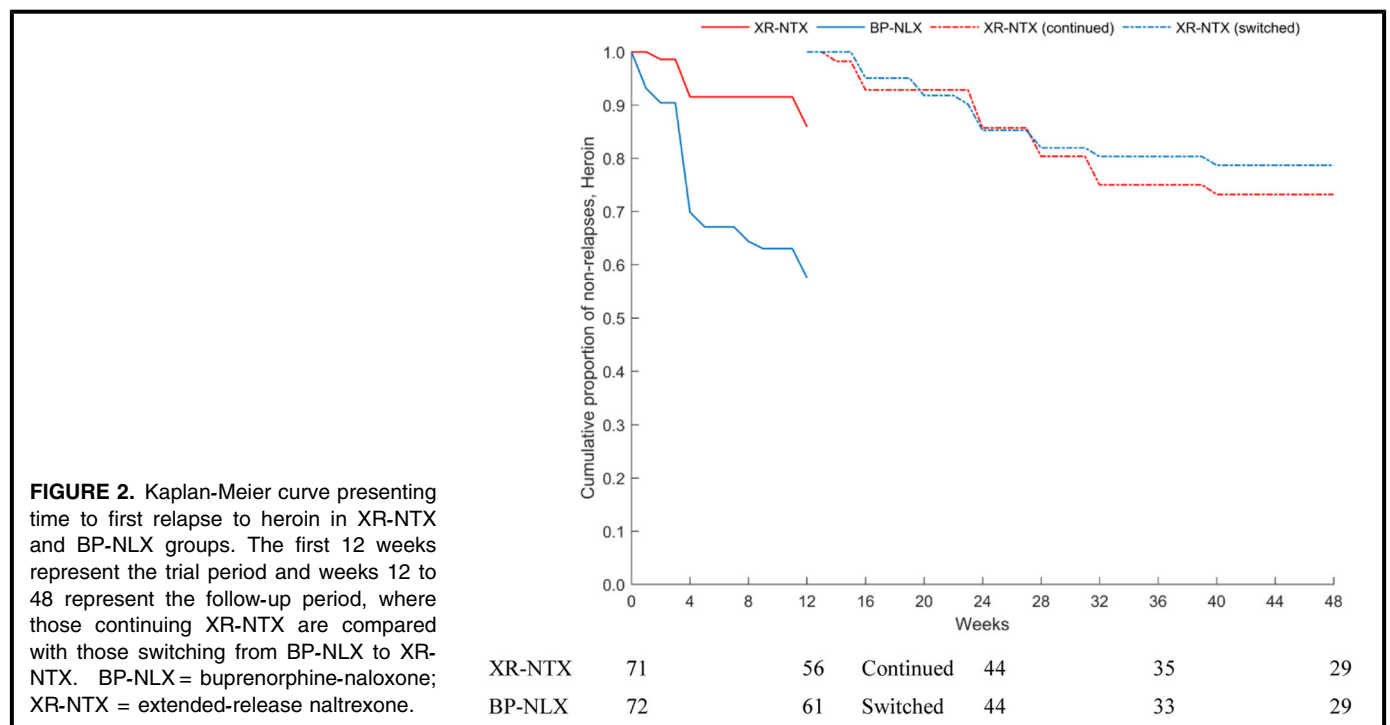 XR-NTX BP-NLX XR-NTX (continued) XR-NTX (switched)
1.0
0.9
0.8
0.7
0.6
0.5
0.4
0.3
0.2
0.1
0.0
Cumulative proportion of non-relapses, Heroin
0 4 8 12 16 20 24 28 32 36 40 44 48
Weeks
XR-NTX 71 56 Continued 44 35 29
BP-NLX 72 61 Switched 44 33 29
FIGURE 2. Kaplan-Meier curve presenting
time to first relapse to heroin in XR-NTX
and BP-NLX groups. The first 12 weeks
represent the trial period and weeks 12 to
48 represent the follow-up period, where
those continuing XR-NTX are compared
with those switching from BP-NLX to XR-
NTX. BP-NLX = buprenorphine-naloxone;
XR-NTX = extended-release naltrexone.